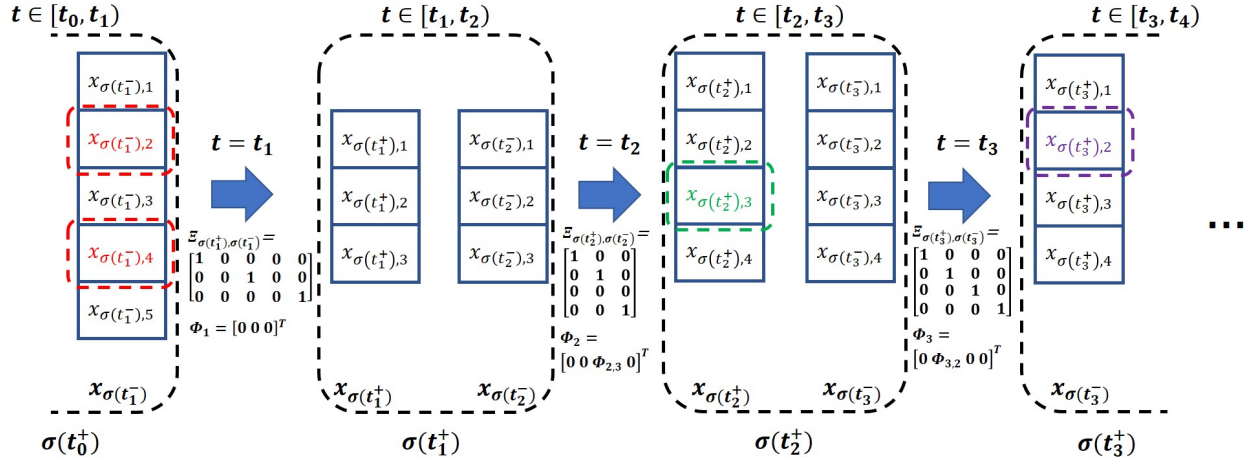 t ∈ [t₀, t₁)
x_{σ(t₁⁻),1}
x_{σ(t₁⁻),2}
x_{σ(t₁⁻),3}
x_{σ(t₁⁻),4}
x_{σ(t₁⁻),5}
x_{σ(t₁⁻)}
σ(t₀⁺)
t = t₁
Ξ_{σ(t₁⁺),σ(t₁⁻)} =
[1 0 0 0 0
0 0 1 0 0
0 0 0 0 1]
Φ₁ = [0 0 0]ᵀ
t ∈ [t₁, t₂)
x_{σ(t₁⁺),1}
x_{σ(t₁⁺),2}
x_{σ(t₁⁺),3}
x_{σ(t₁⁺)}
x_{σ(t₂⁻),1}
x_{σ(t₂⁻),2}
x_{σ(t₂⁻),3}
x_{σ(t₂⁻)}
σ(t₁⁺)
t = t₂
Ξ_{σ(t₂⁺),σ(t₂⁻)} =
[1 0 0
0 1 0
0 0 0
0 0 1]
Φ₂ =
[0 0 Φ_{2,3} 0]ᵀ
t ∈ [t₂, t₃)
x_{σ(t₂⁺),1}
x_{σ(t₂⁺),2}
x_{σ(t₂⁺),3}
x_{σ(t₂⁺),4}
x_{σ(t₂⁺)}
x_{σ(t₃⁻),1}
x_{σ(t₃⁻),2}
x_{σ(t₃⁻),3}
x_{σ(t₃⁻),4}
x_{σ(t₃⁻)}
σ(t₂⁺)
t = t₃
Ξ_{σ(t₃⁺),σ(t₃⁻)} =
[1 0 0 0
0 1 0 0
0 0 1 0
0 0 0 1]
Φ₃ =
[0 Φ_{3,2} 0 0]ᵀ
t ∈ [t₃, t₄)
x_{σ(t₃⁺),1}
x_{σ(t₃⁺),2}
x_{σ(t₃⁺),3}
x_{σ(t₃⁺),4}
x_{σ(t₃⁻)}
σ(t₃⁺)
...